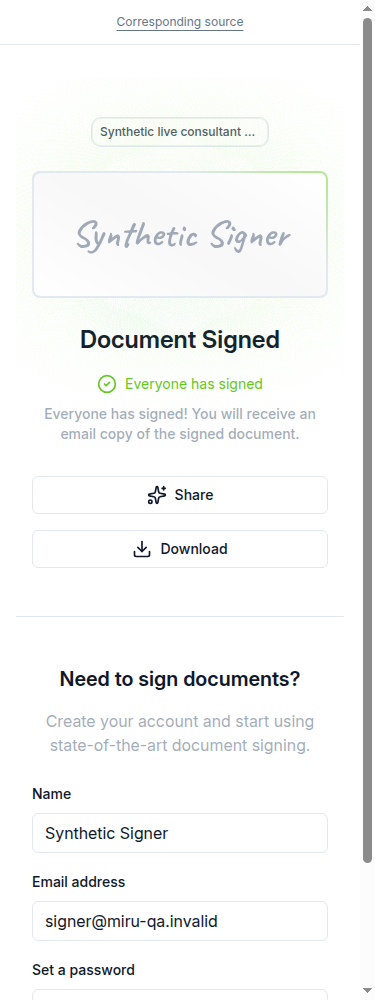 Corresponding source
Synthetic live consultant ...
Synthetic Signer
Document Signed
Everyone has signed
Everyone has signed! You will receive an
email copy of the signed document.
Share
Download
Need to sign documents?
Create your account and start using
state-of-the-art document signing.
Name
Synthetic Signer
Email address
signer@miru-qa.invalid
Set a password